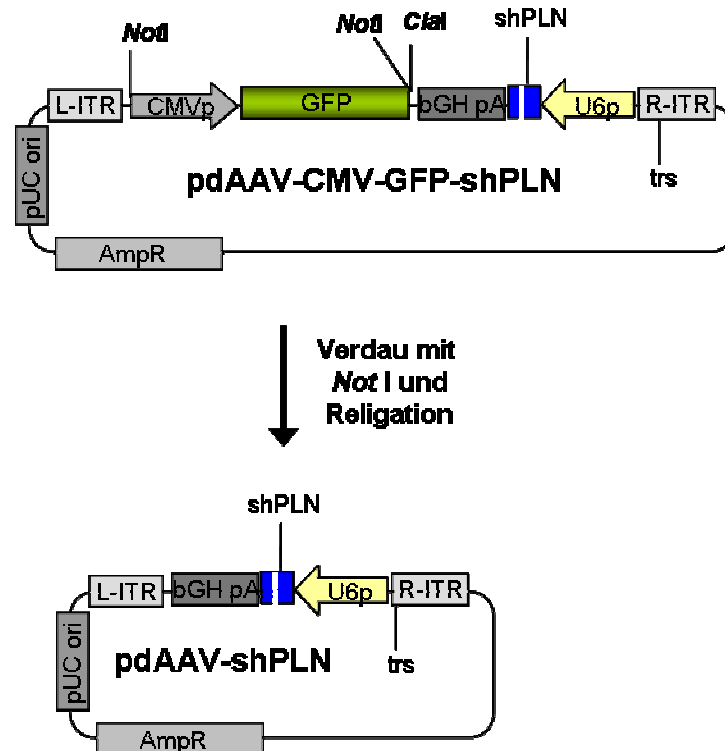 shPLN
NotI
NotI
ClaI
L-ITR
CMVp
GFP
bGH pA
U6p
R-ITR
pUC ori
pdAAV-CMV-GFP-shPLN
trs
AmpR
Verdau mit
Not I und
Religation
shPLN
L-ITR
bGH pA
U6p
R-ITR
pUC ori
pdAAV-shPLN
trs
AmpR